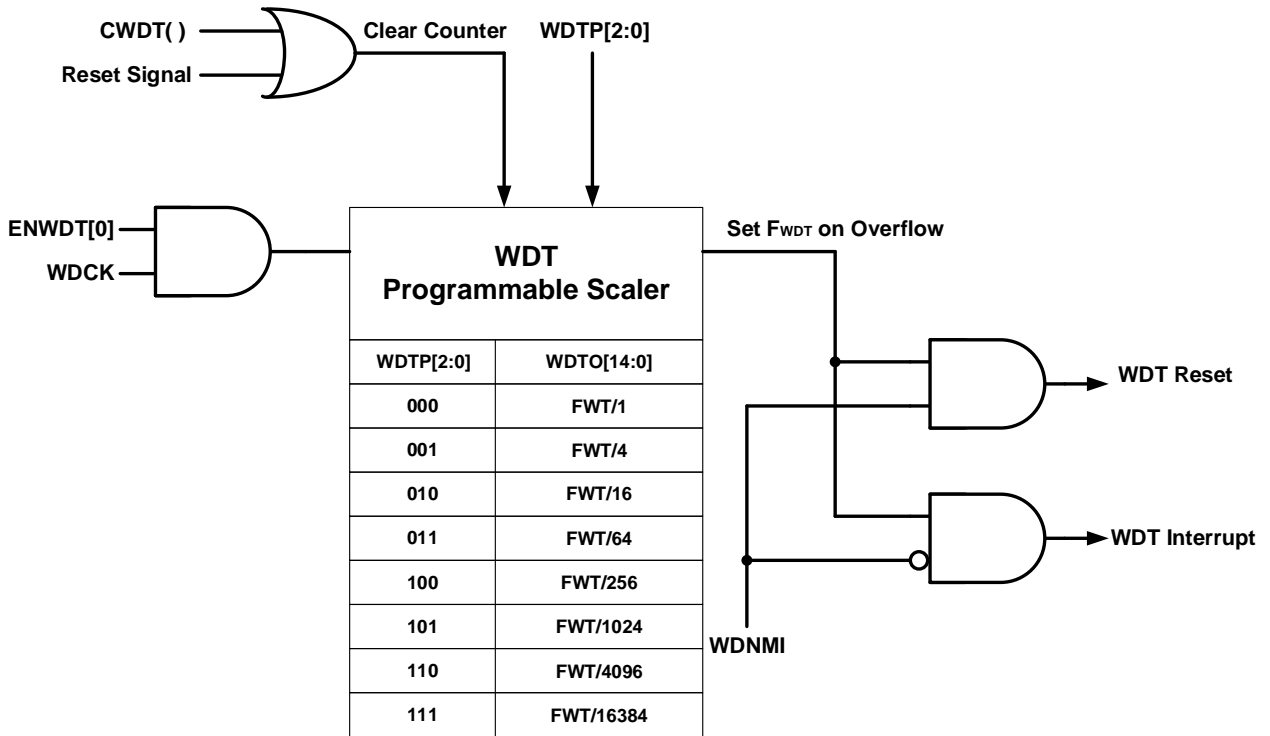 CWDT( )
Reset Signal
Clear Counter
WDTP[2:0]
ENWDT[0]
WDCK
WDT
Programmable Scaler
Set FWDT on Overflow
WDTP[2:0] WDTO[14:0]
000 FWT/1
001 FWT/4
010 FWT/16
011 FWT/64
100 FWT/256
101 FWT/1024
110 FWT/4096
111 FWT/16384
WDT Reset
WDT Interrupt
WDNMI